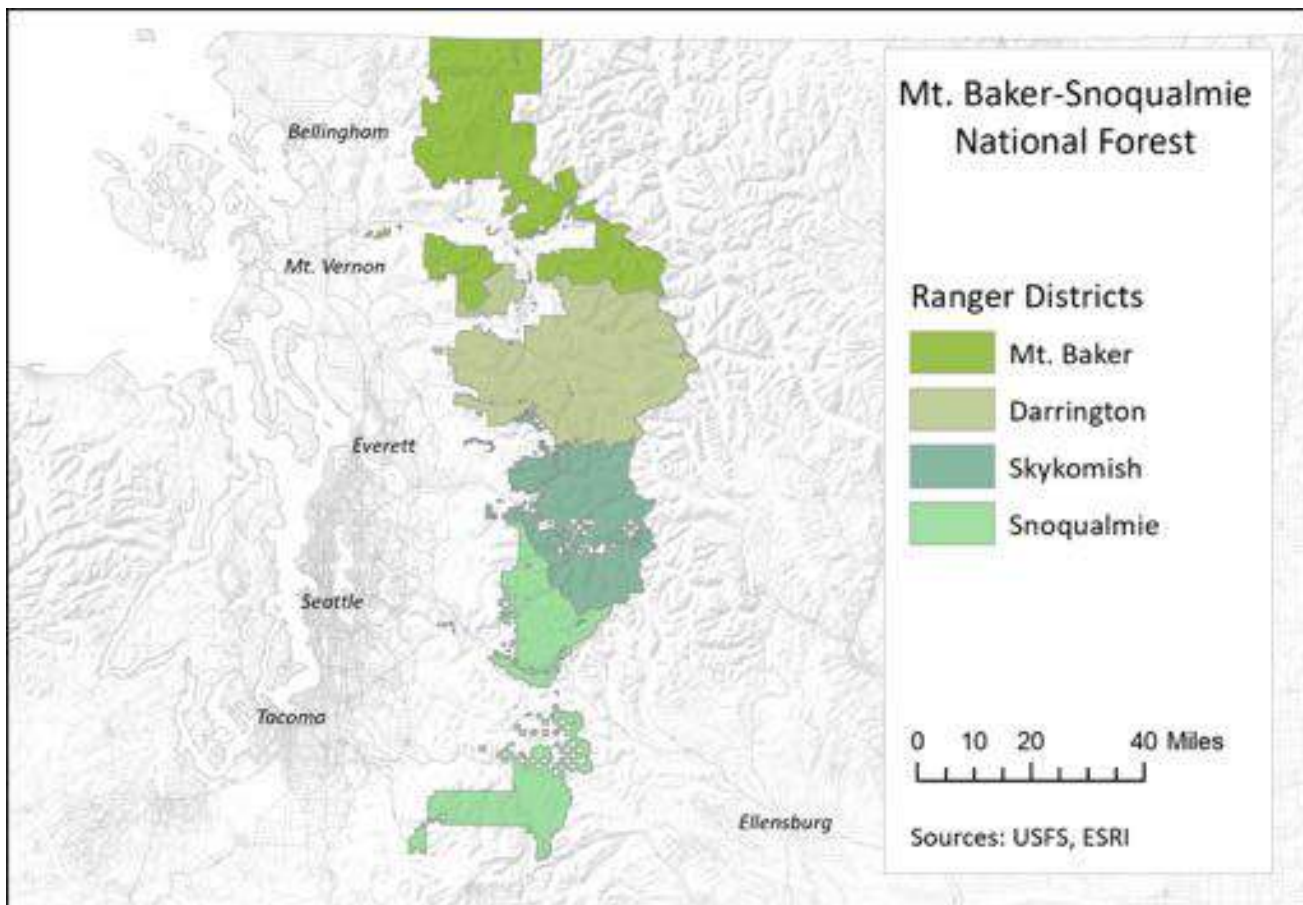 Mt. Baker-Snoqualmie
National Forest
Bellingham
Mt. Vernon
Everett
Seattle
Tacoma
Ellensburg
Ranger Districts
Mt. Baker
Darrington
Skykomish
Snoqualmie
0 10 20 40 Miles
Sources: USFS, ESRI